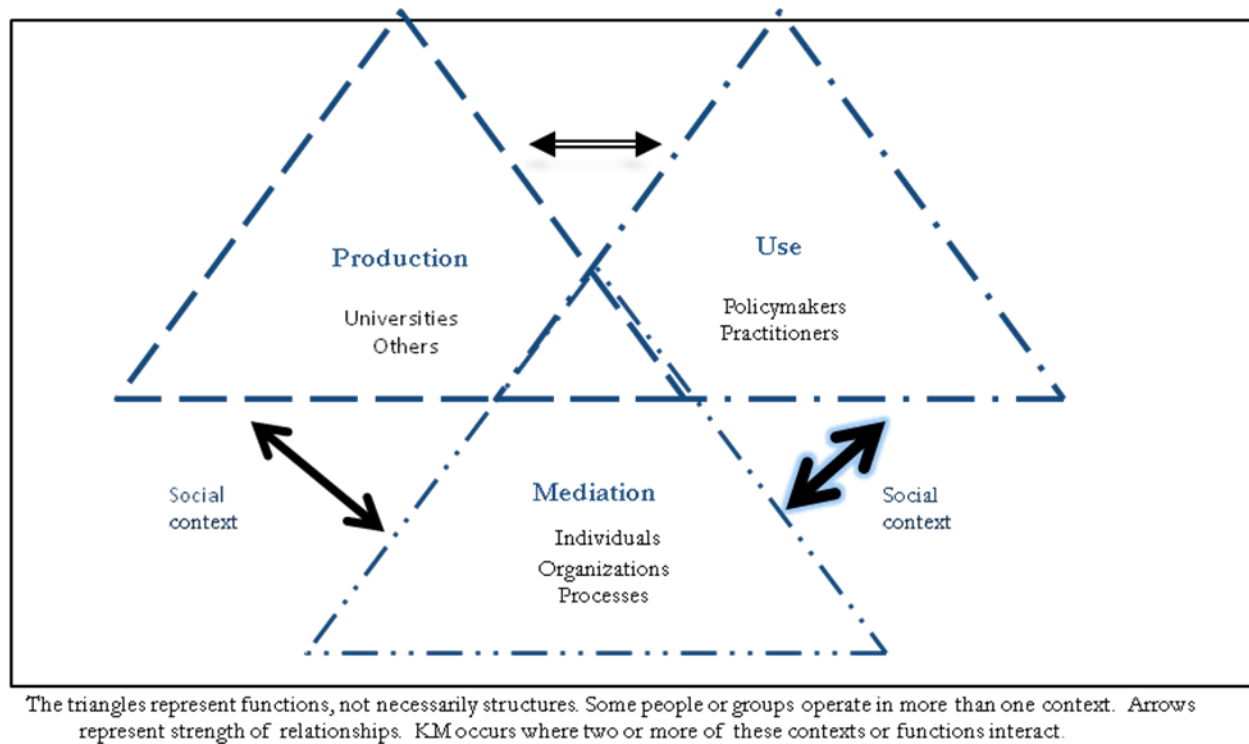 Production
Universities
Others
Use
Policymakers
Practitioners
Social
context
Mediation
Individuals
Organizations
Processes
Social
context
The triangles represent functions, not necessarily structures. Some people or groups operate in more than one context. Arrows
represent strength of relationships. KM occurs where two or more of these contexts or functions interact.